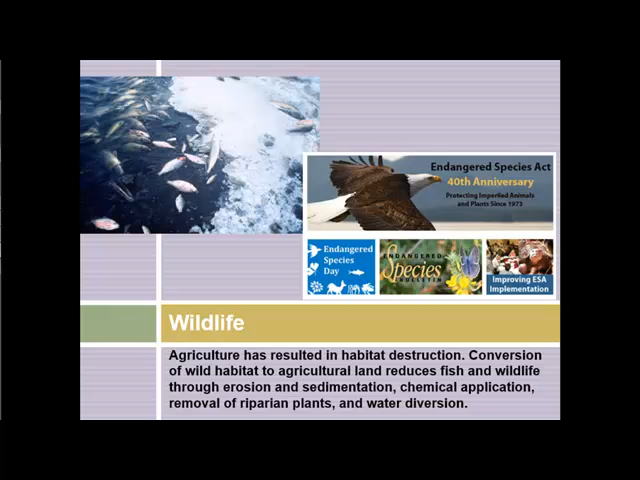 Endangered Species Act
40th Anniversary
Protecting Imperiled Animals
and Plants Since 1973
Endangered
Species
Day
ENDANGERED
Species
BULLETIN
Improving ESA
Implementation
Wildlife
Agriculture has resulted in habitat destruction. Conversion
of wild habitat to agricultural land reduces fish and wildlife
through erosion and sedimentation, chemical application,
removal of riparian plants, and water diversion.